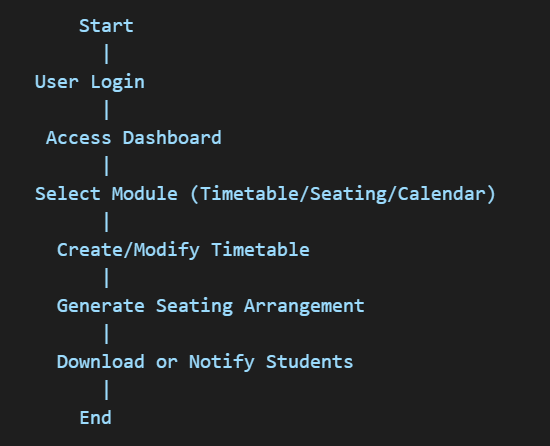 Start
|
User Login
|
Access Dashboard
|
Select Module (Timetable/Seating/Calendar)
|
Create/Modify Timetable
|
Generate Seating Arrangement
|
Download or Notify Students
|
End